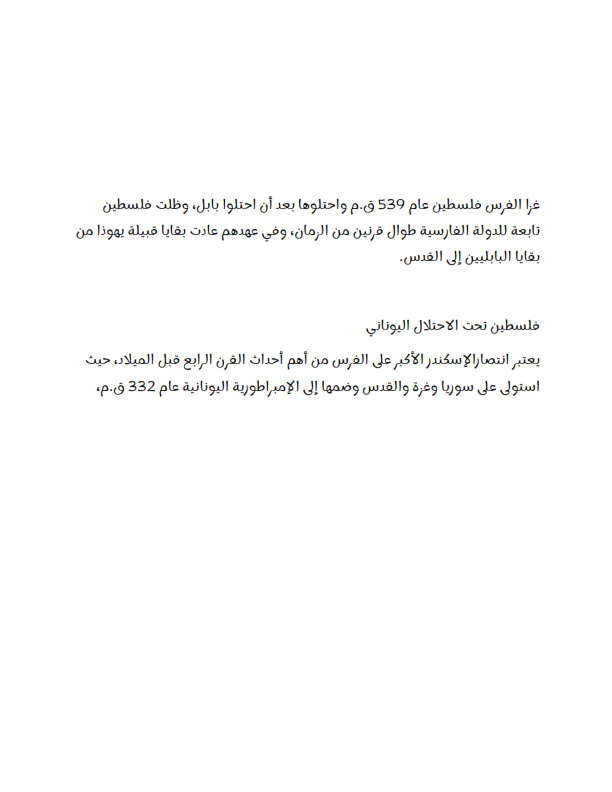 غزا الفرس فلسطين عام 539 ق.م واحتلوها بعد أن احتلوا بابل، وظلت فلسطين
تابعة للدولة الفارسية طوال قرنين من الزمان، وفي عهدهم عادت بقايا قبيلة يهوذا من
بقايا البابليين إلى القدس.
فلسطين تحت الاحتلال اليوناني
يعتبر انتصارالإسكندر الأكبر على الفرس من أهم أحداث القرن الرابع قبل الميلاد، حيث
استولى على سوريا وغزة والقدس وضمها إلى الإمبراطورية اليونانية عام 332 ق.م،